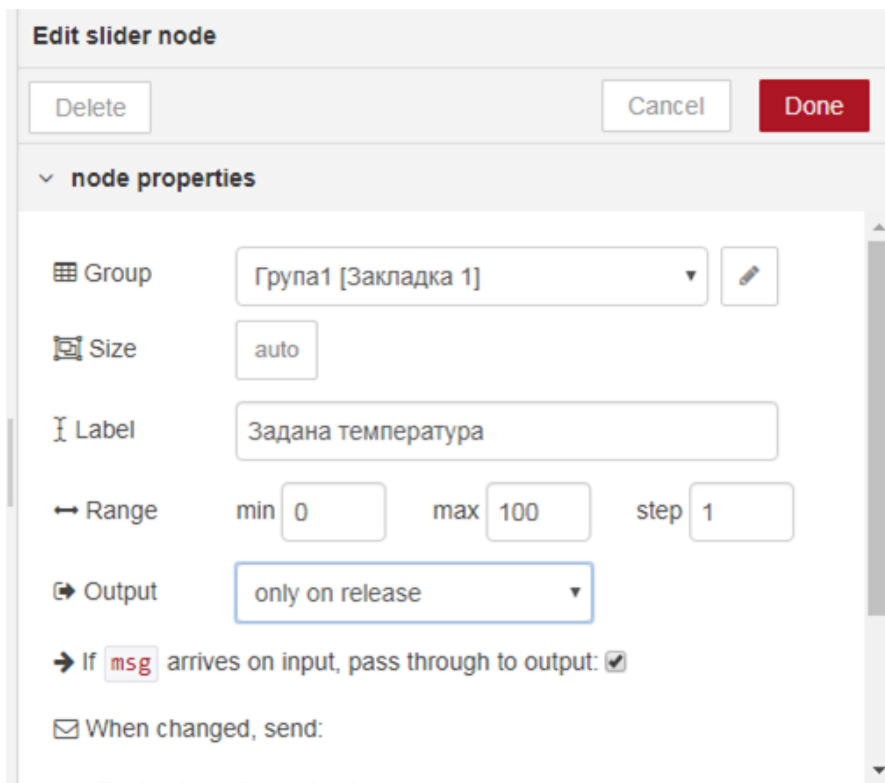 Edit slider node
Delete Cancel Done
node properties
Group Група1 [Закладка 1]
Size auto
Label Задана температура
Range min 0 max 100 step 1
Output only on release
If msg arrives on input, pass through to output:
When changed, send: